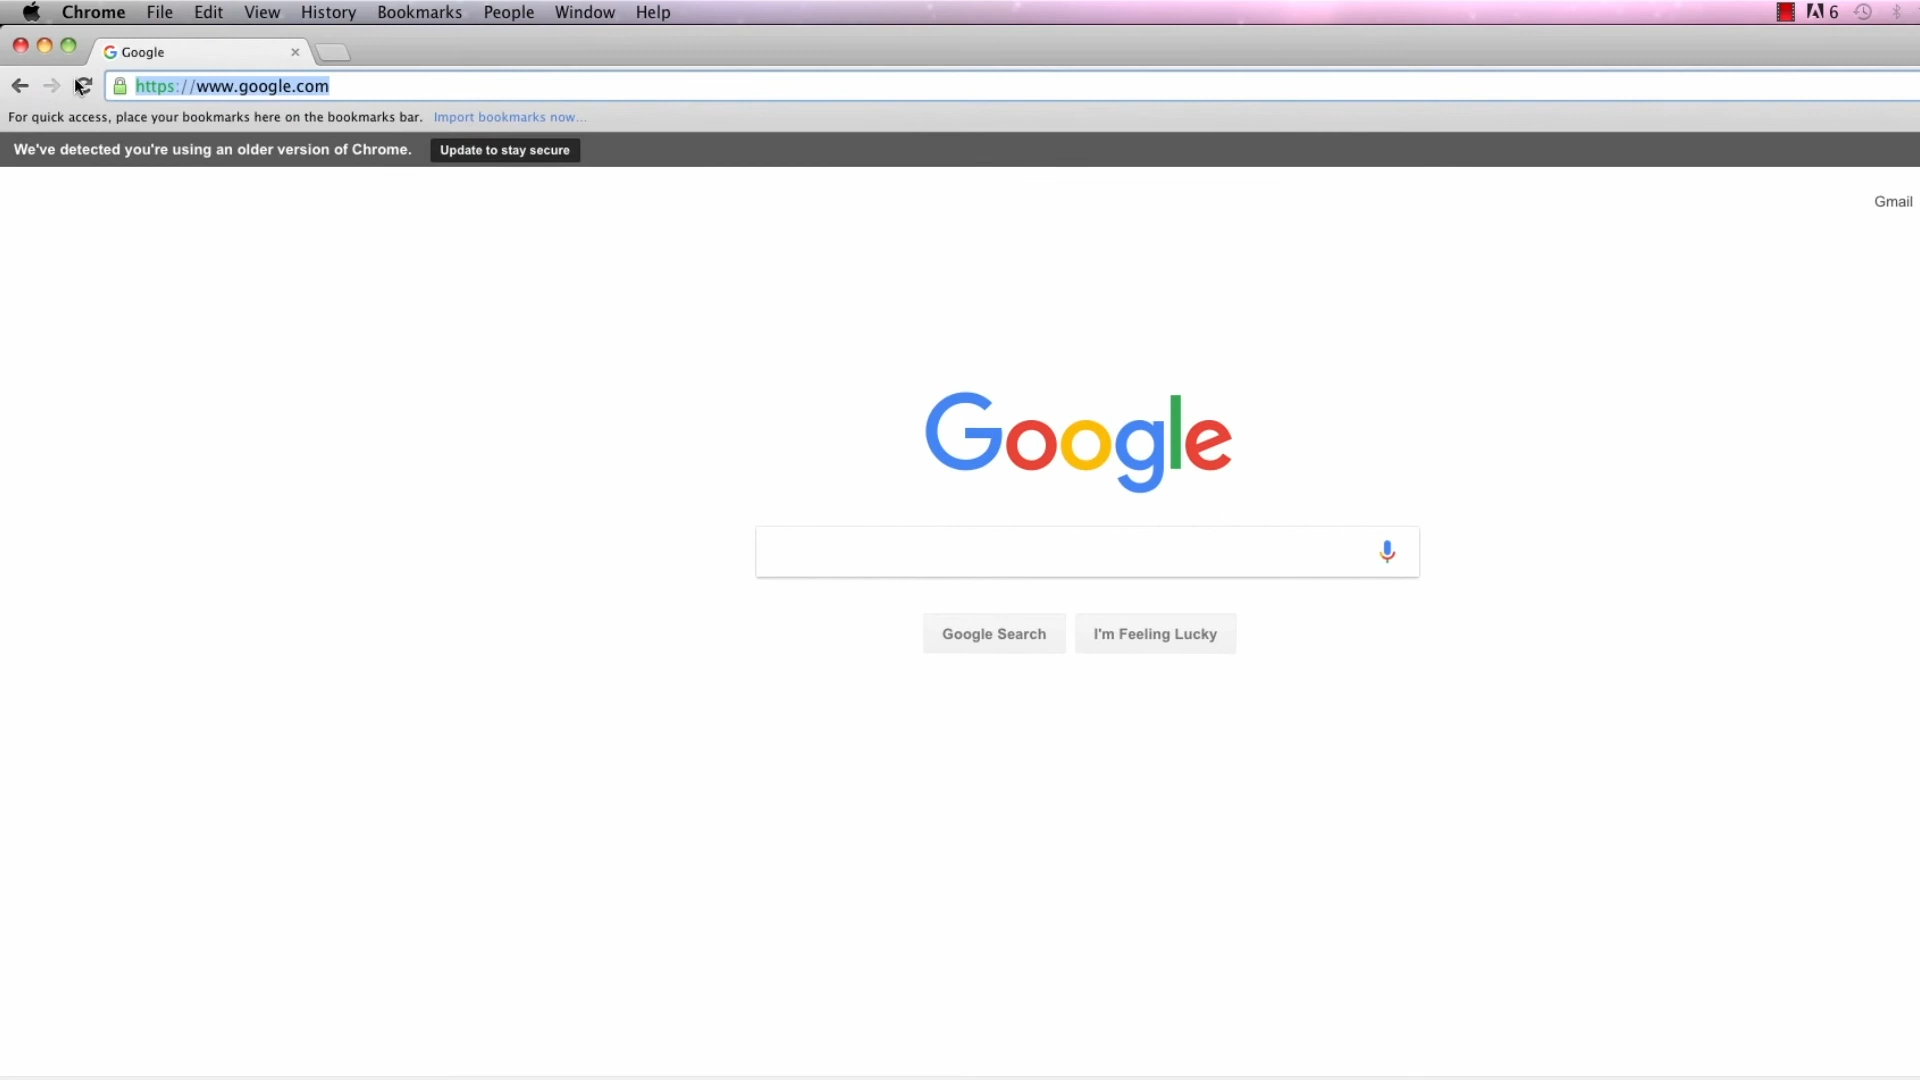 Chrome File Edit View History Bookmarks People Window Help
6
Google
https://www.google.com
For quick access, place your bookmarks here on the bookmarks bar. Import bookmarks now...
We've detected you're using an older version of Chrome. Update to stay secure
Gmail
Google
Google Search I'm Feeling Lucky